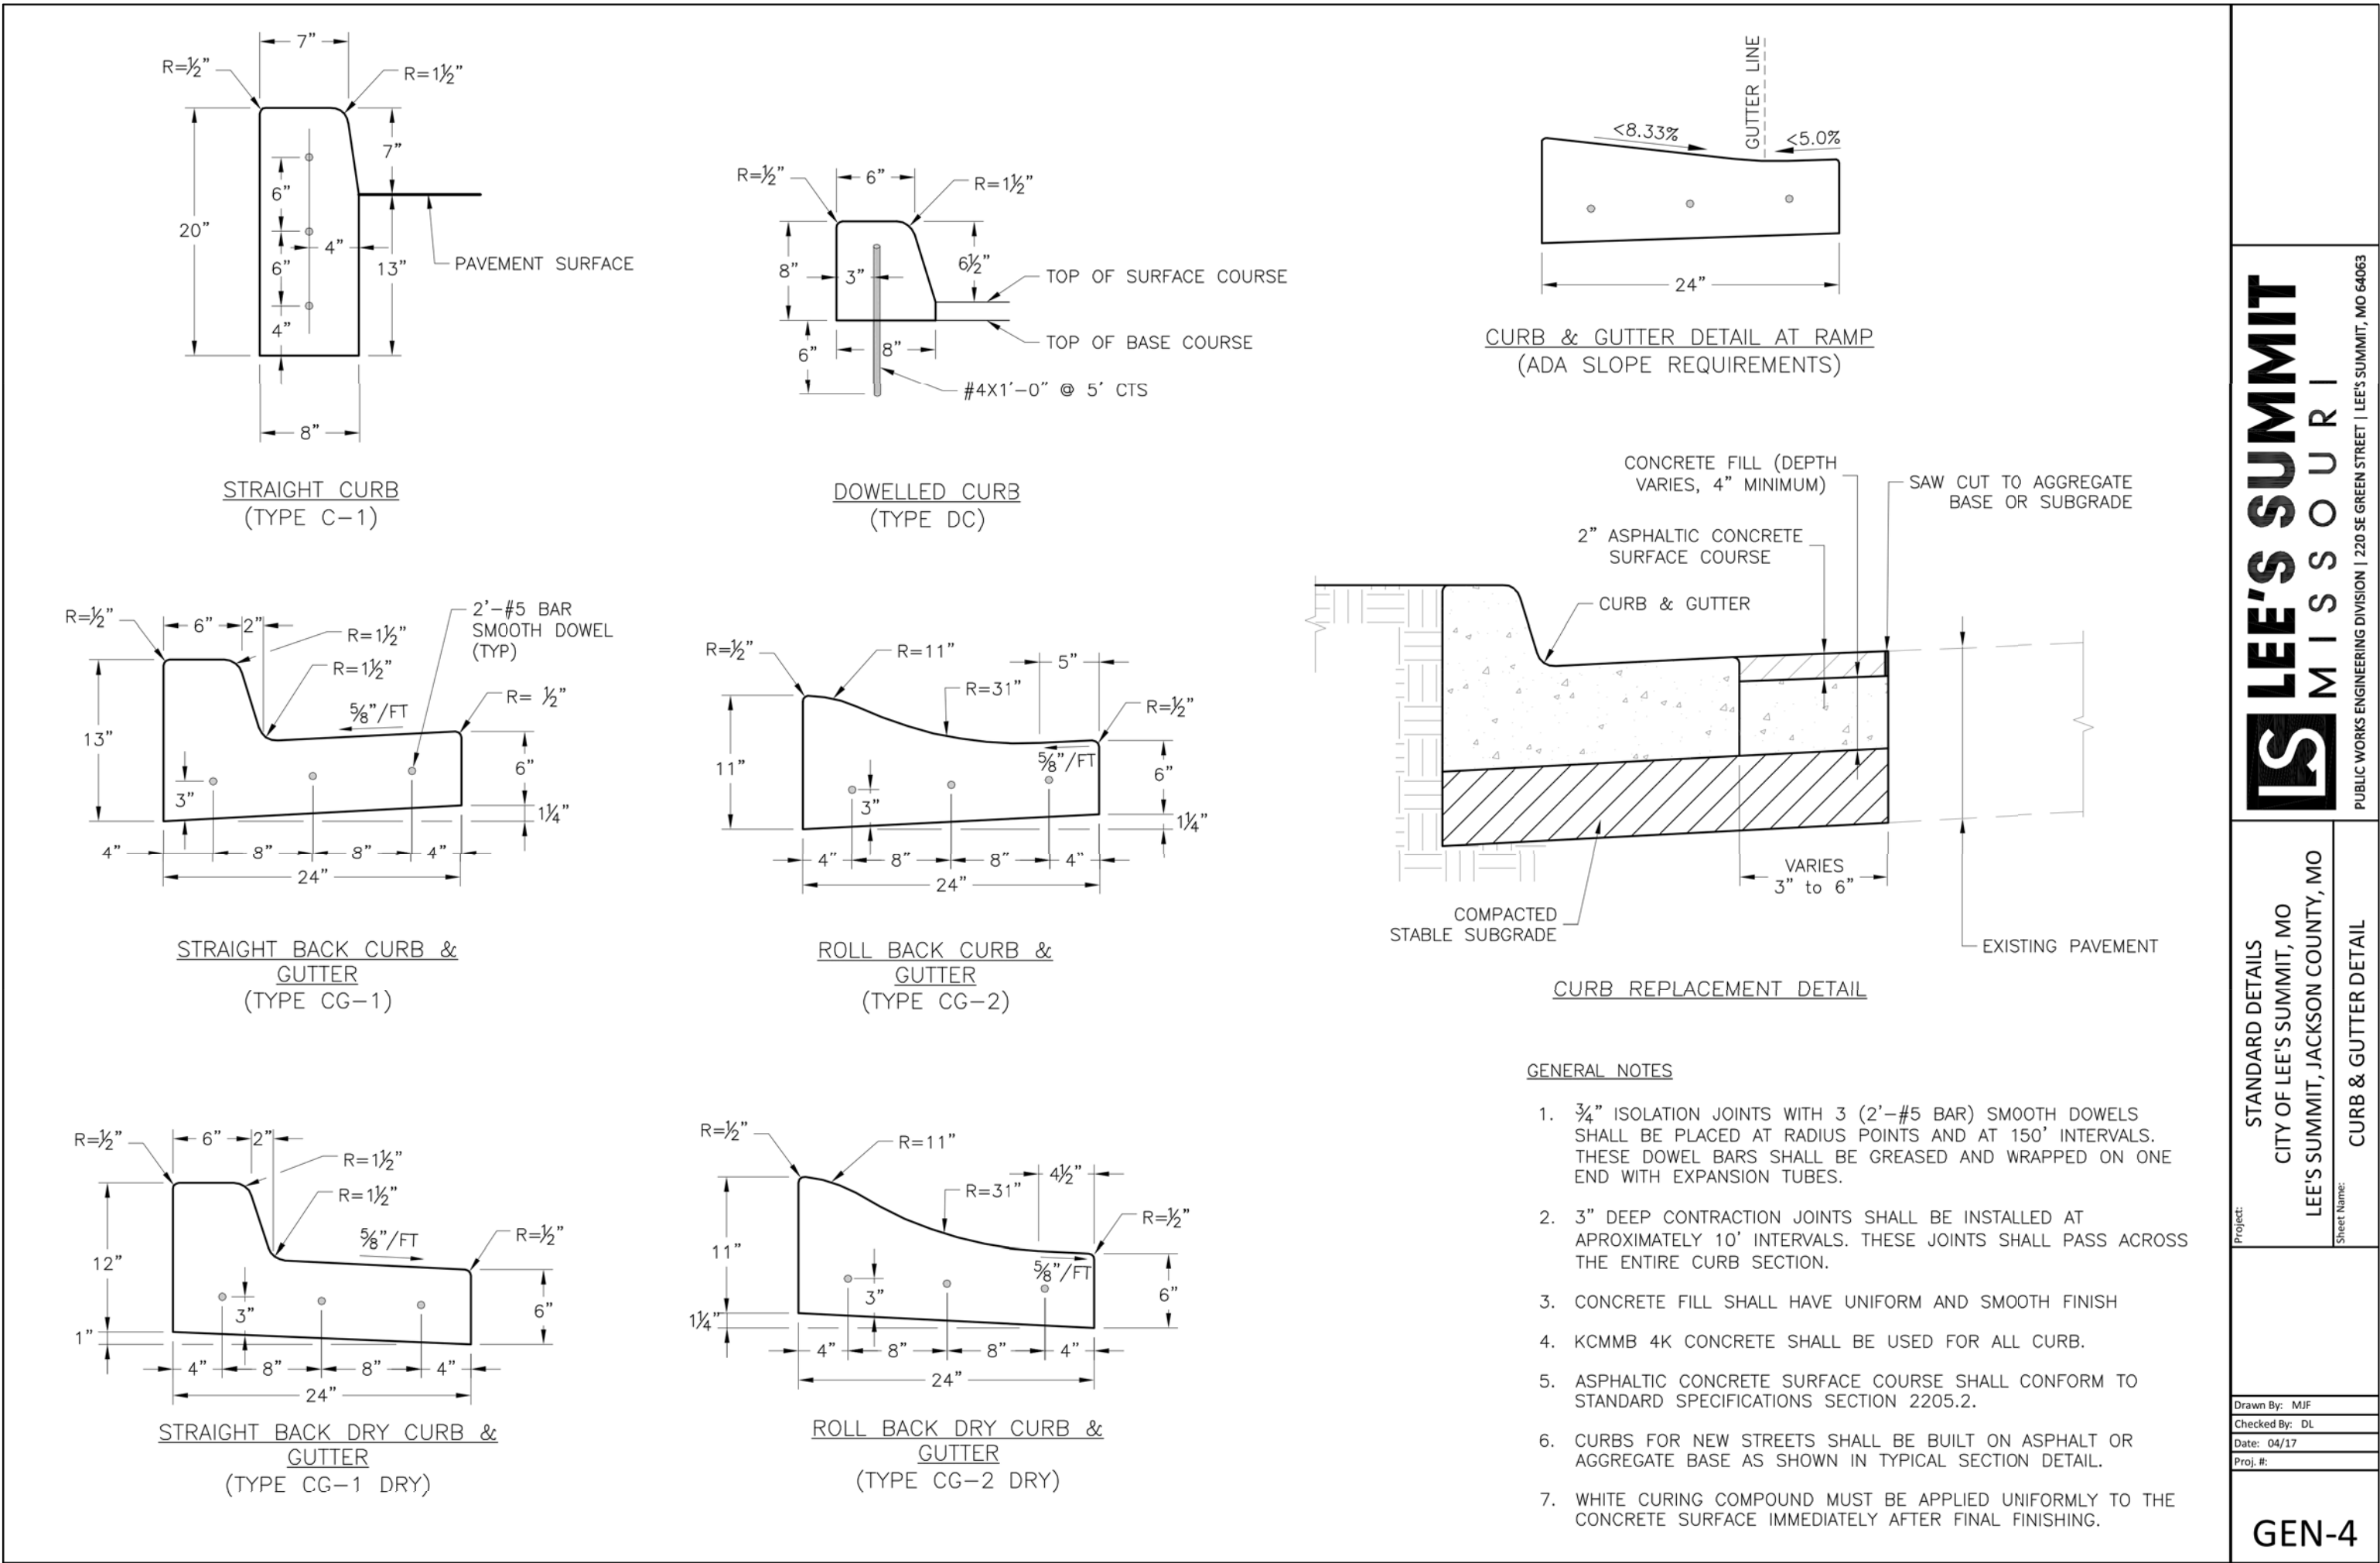 7"
R=½"
R=1½"
7"
6"
20"
4"
6"
13"
PAVEMENT SURFACE
4"
8"
STRAIGHT CURB
(TYPE C-1)
R=½"
6"
R=1½"
8"
3"
6½"
TOP OF SURFACE COURSE
TOP OF BASE COURSE
6"
8"
#4X1'-0" @ 5' CTS
DOWELLED CURB
(TYPE DC)
GUTTER LINE
<8.33%
<5.0%
24"
CURB & GUTTER DETAIL AT RAMP
(ADA SLOPE REQUIREMENTS)
R=½"
6"
2"
R=1½"
R=1½"
2'-#5 BAR
SMOOTH DOWEL
(TYP)
R= ½"
⅝"/FT
13"
3"
6"
1¼"
4"
8"
8"
4"
24"
STRAIGHT BACK CURB &
GUTTER
(TYPE CG-1)
R=½"
R=11"
R=31"
5"
R=½"
⅝"/FT
11"
3"
6"
1¼"
4"
8"
8"
4"
24"
ROLL BACK CURB &
GUTTER
(TYPE CG-2)
CONCRETE FILL (DEPTH
VARIES, 4" MINIMUM)
SAW CUT TO AGGREGATE
BASE OR SUBGRADE
2" ASPHALTIC CONCRETE
SURFACE COURSE
CURB & GUTTER
VARIES
3" to 6"
COMPACTED
STABLE SUBGRADE
EXISTING PAVEMENT
CURB REPLACEMENT DETAIL
R=½"
6"
2"
R=1½"
R=1½"
R=½"
⅝"/FT
12"
3"
6"
1"
4"
8"
8"
4"
24"
STRAIGHT BACK DRY CURB &
GUTTER
(TYPE CG-1 DRY)
R=½"
R=11"
R=31"
4½"
R=½"
⅝"/FT
11"
3"
6"
1¼"
4"
8"
8"
4"
24"
ROLL BACK DRY CURB &
GUTTER
(TYPE CG-2 DRY)
GENERAL NOTES
1. ¾" ISOLATION JOINTS WITH 3 (2'-#5 BAR) SMOOTH DOWELS
SHALL BE PLACED AT RADIUS POINTS AND AT 150' INTERVALS.
THESE DOWEL BARS SHALL BE GREASED AND WRAPPED ON ONE
END WITH EXPANSION TUBES.
2. 3" DEEP CONTRACTION JOINTS SHALL BE INSTALLED AT
APROXIMATELY 10' INTERVALS. THESE JOINTS SHALL PASS ACROSS
THE ENTIRE CURB SECTION.
3. CONCRETE FILL SHALL HAVE UNIFORM AND SMOOTH FINISH
4. KCMMB 4K CONCRETE SHALL BE USED FOR ALL CURB.
5. ASPHALTIC CONCRETE SURFACE COURSE SHALL CONFORM TO
STANDARD SPECIFICATIONS SECTION 2205.2.
6. CURBS FOR NEW STREETS SHALL BE BUILT ON ASPHALT OR
AGGREGATE BASE AS SHOWN IN TYPICAL SECTION DETAIL.
7. WHITE CURING COMPOUND MUST BE APPLIED UNIFORMLY TO THE
CONCRETE SURFACE IMMEDIATELY AFTER FINAL FINISHING.
LS LEE'S SUMMIT
MISSOURI
PUBLIC WORKS ENGINEERING DIVISION | 220 SE GREEN STREET | LEE'S SUMMIT, MO 64063
Project:
STANDARD DETAILS
CITY OF LEE'S SUMMIT, MO
LEE'S SUMMIT, JACKSON COUNTY, MO
Sheet Name:
CURB & GUTTER DETAIL
Drawn By: MJF
Checked By: DL
Date: 04/17
Proj. #:
GEN-4